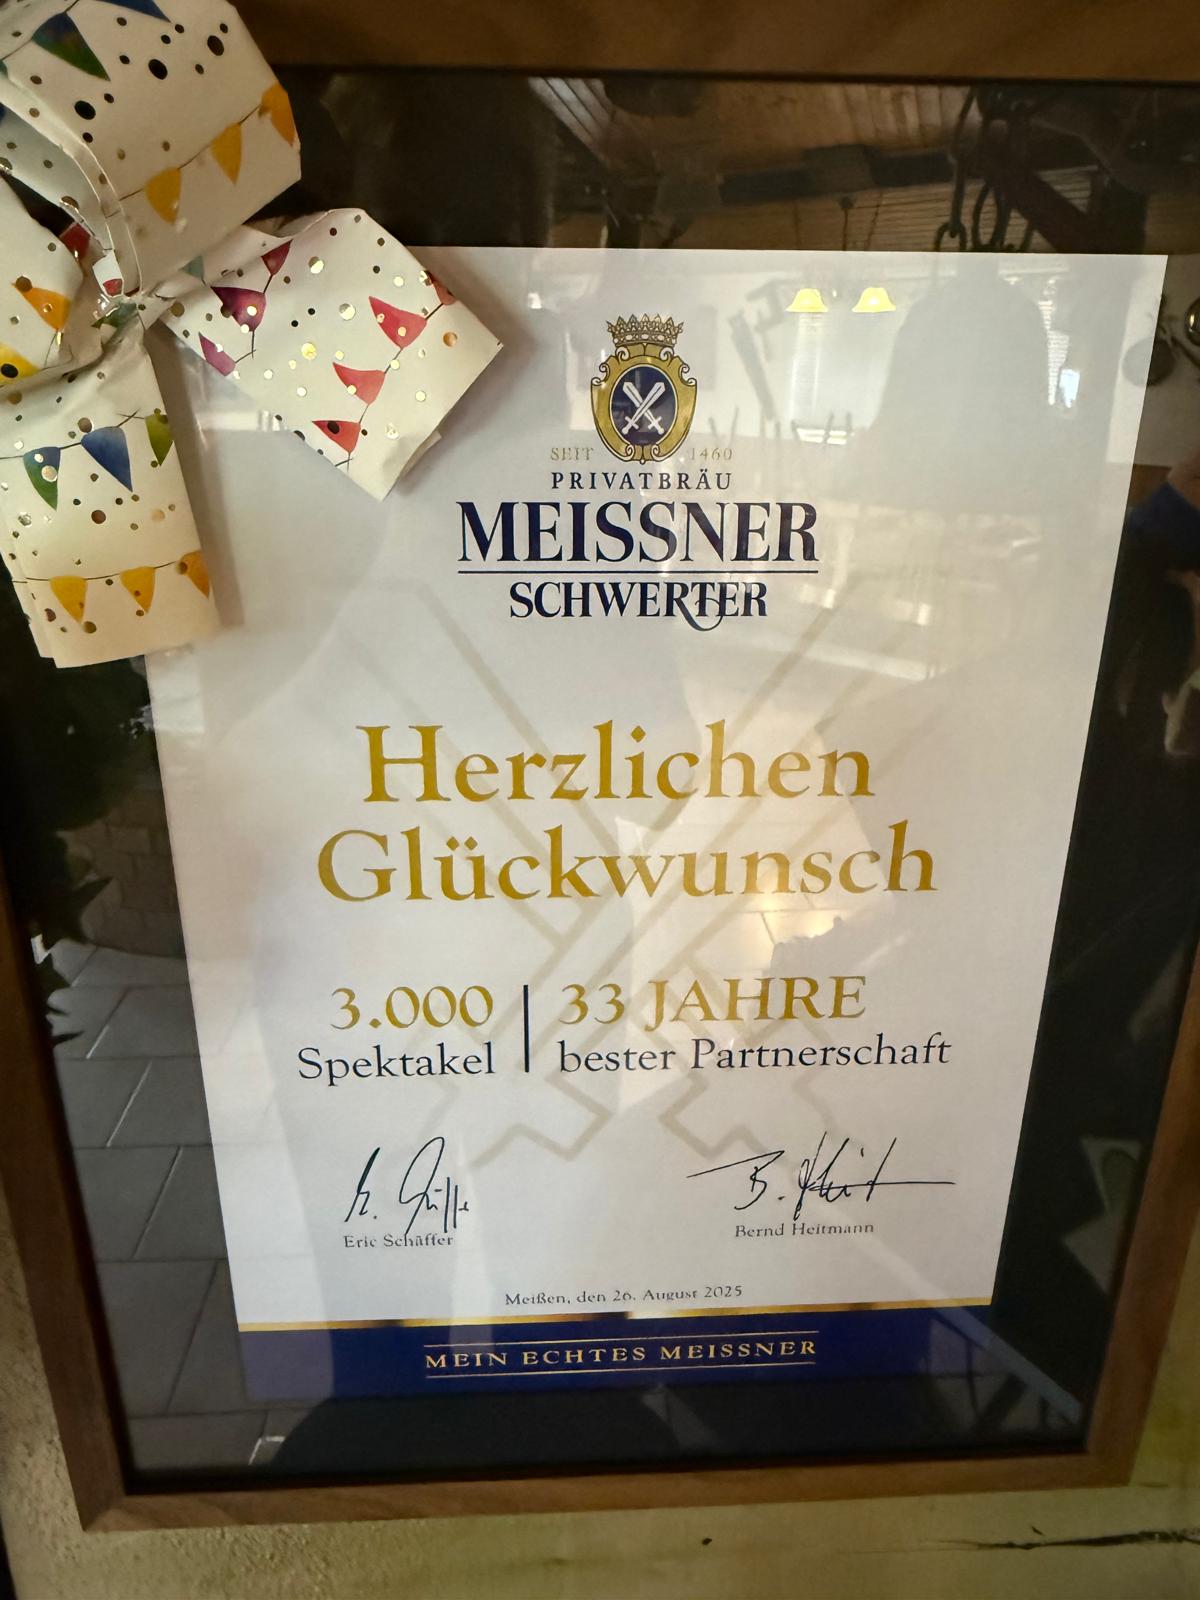 SEIT 1460
PRIVATBRÄU
MEISSNER
SCHWERTER
Herzlichen
Glückwunsch
3.000 | 33 JAHRE
Spektakel | bester Partnerschaft
Eric Schäffer
Bernd Heitmann
Meißen, den 26. August 2025
MEIN ECHTES MEISSNER